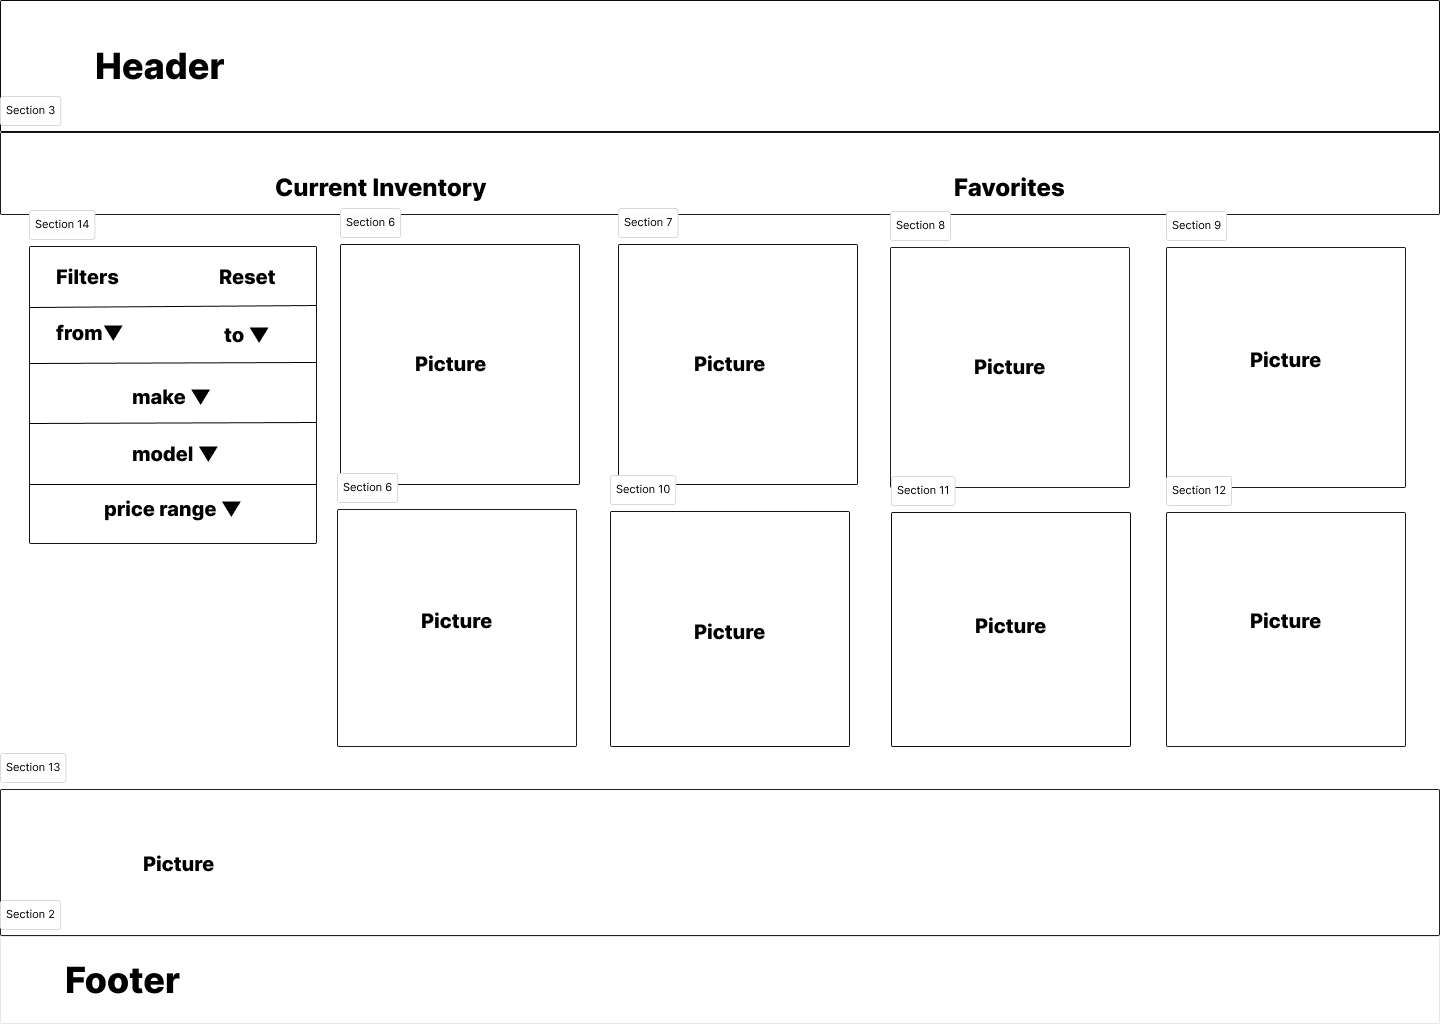 Header
Section 3
Current Inventory
Favorites
Section 14
Section 6
Section 7
Section 8
Section 9
Filters
Reset
from▼
to ▼
make ▼
model ▼
price range ▼
Picture
Picture
Picture
Picture
Section 6
Section 10
Section 11
Section 12
Picture
Picture
Picture
Picture
Section 13
Picture
Section 2
Footer